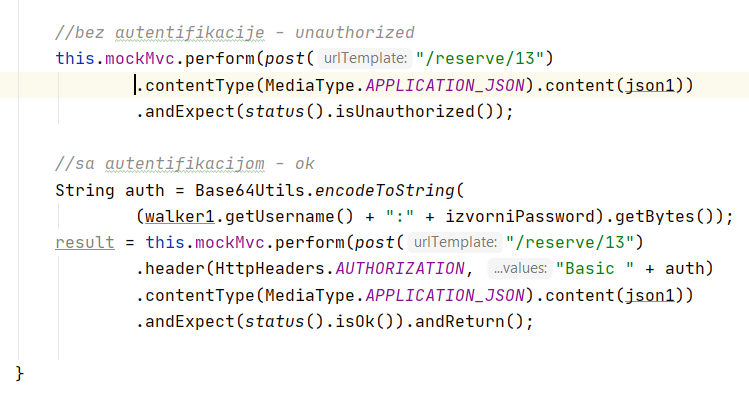 //bez autentifikacije - unauthorized
this.mockMvc.perform(post( urlTemplate: "/reserve/13")
.contentType(MediaType.APPLICATION_JSON).content(json1))
.andExpect(status().isUnauthorized());
//sa autentifikacijom - ok
String auth = Base64Utils.encodeToString(
(walker1.getUsername() + ":" + izvorniPassword).getBytes());
result = this.mockMvc.perform(post( urlTemplate: "/reserve/13")
.header(HttpHeaders.AUTHORIZATION, ...values: "Basic " + auth)
.contentType(MediaType.APPLICATION_JSON).content(json1))
.andExpect(status().isOk()).andReturn();
}